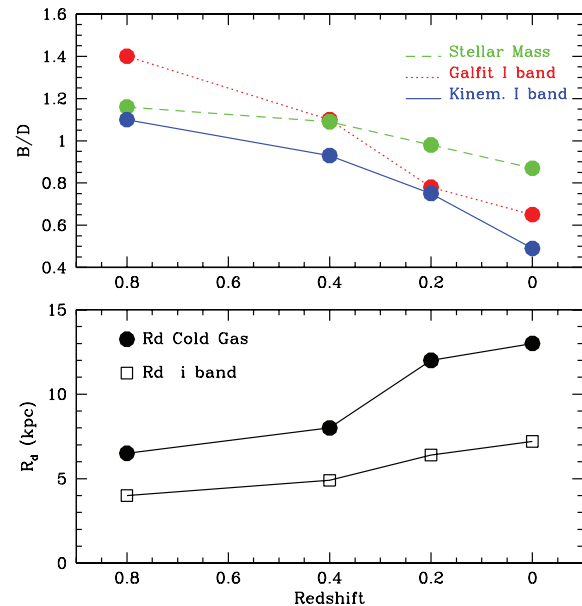 1.6
1.4
1.2
1
0.8
0.6
0.4
B/D
Stellar Mass
Galfit I band
Kinem. I band
0.8 0.6 0.4 0.2 0
15
10
5
0
R_d (kpc)
Rd Cold Gas
Rd i band
0.8 0.6 0.4 0.2 0
Redshift